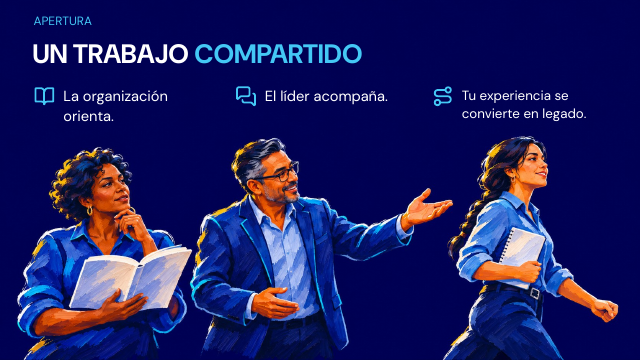 APERTURA
UN TRABAJO COMPARTIDO
La organización
orienta.
El líder acompaña.
Tu experiencia se
convierte en legado.